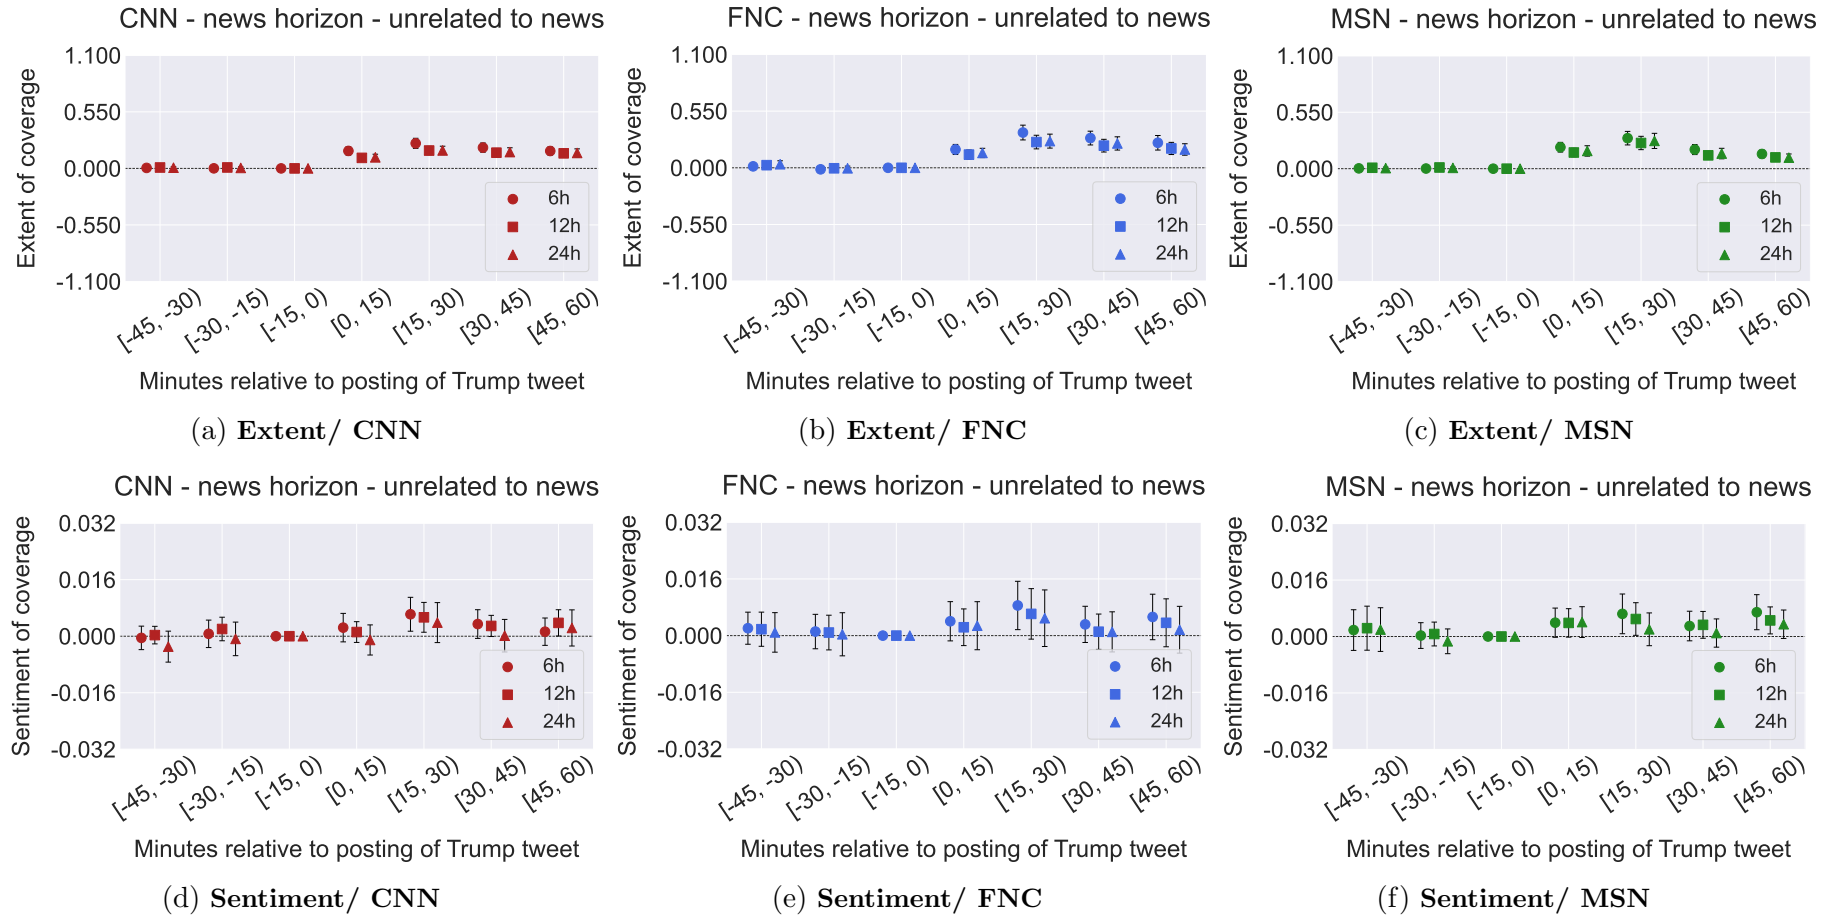 CNN - news horizon - unrelated to news
Extent of coverage
1.100
0.550
0.000
-0.550
-1.100
6h
12h
24h
[-45, -30)
[-30, -15)
[-15, 0)
[0, 15)
[15, 30)
[30, 45)
[45, 60)
Minutes relative to posting of Trump tweet
(a) Extent/ CNN
FNC - news horizon - unrelated to news
Extent of coverage
1.100
0.550
0.000
-0.550
-1.100
6h
12h
24h
[-45, -30)
[-30, -15)
[-15, 0)
[0, 15)
[15, 30)
[30, 45)
[45, 60)
Minutes relative to posting of Trump tweet
(b) Extent/ FNC
MSN - news horizon - unrelated to news
Extent of coverage
1.100
0.550
0.000
-0.550
-1.100
6h
12h
24h
[-45, -30)
[-30, -15)
[-15, 0)
[0, 15)
[15, 30)
[30, 45)
[45, 60)
Minutes relative to posting of Trump tweet
(c) Extent/ MSN
CNN - news horizon - unrelated to news
Sentiment of coverage
0.032
0.016
0.000
-0.016
-0.032
6h
12h
24h
[-45, -30)
[-30, -15)
[-15, 0)
[0, 15)
[15, 30)
[30, 45)
[45, 60)
Minutes relative to posting of Trump tweet
(d) Sentiment/ CNN
FNC - news horizon - unrelated to news
Sentiment of coverage
0.032
0.016
0.000
-0.016
-0.032
6h
12h
24h
[-45, -30)
[-30, -15)
[-15, 0)
[0, 15)
[15, 30)
[30, 45)
[45, 60)
Minutes relative to posting of Trump tweet
(e) Sentiment/ FNC
MSN - news horizon - unrelated to news
Sentiment of coverage
0.032
0.016
0.000
-0.016
-0.032
6h
12h
24h
[-45, -30)
[-30, -15)
[-15, 0)
[0, 15)
[15, 30)
[30, 45)
[45, 60)
Minutes relative to posting of Trump tweet
(f) Sentiment/ MSN